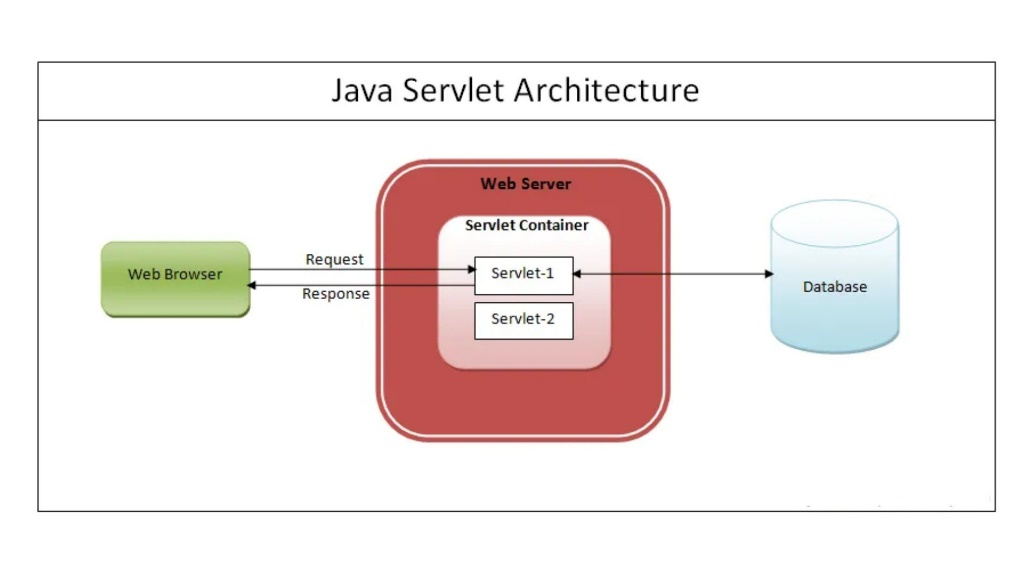 Java Servlet Architecture
Web Server
Servlet Container
Web Browser
Request
Response
Servlet-1
Servlet-2
Database